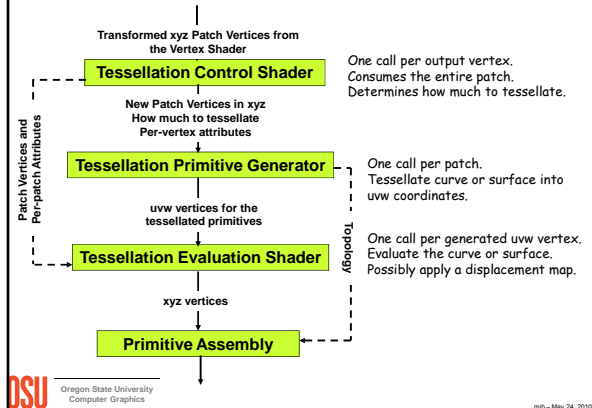 Transformed xyz Patch Vertices from
the Vertex Shader
Tessellation Control Shader
One call per output vertex.
Consumes the entire patch.
Determines how much to tessellate.
Patch Vertices and
Per-patch Attributes
New Patch Vertices in xyz
How much to tessellate
Per-vertex attributes
Tessellation Primitive Generator
One call per patch.
Tessellate curve or surface into
uvw coordinates.
uvw vertices for the
tessellated primitives
Topology
Tessellation Evaluation Shader
One call per generated uvw vertex.
Evaluate the curve or surface.
Possibly apply a displacement map.
xyz vertices
Primitive Assembly
OSU
Oregon State University
Computer Graphics
mjb – May 24, 2010